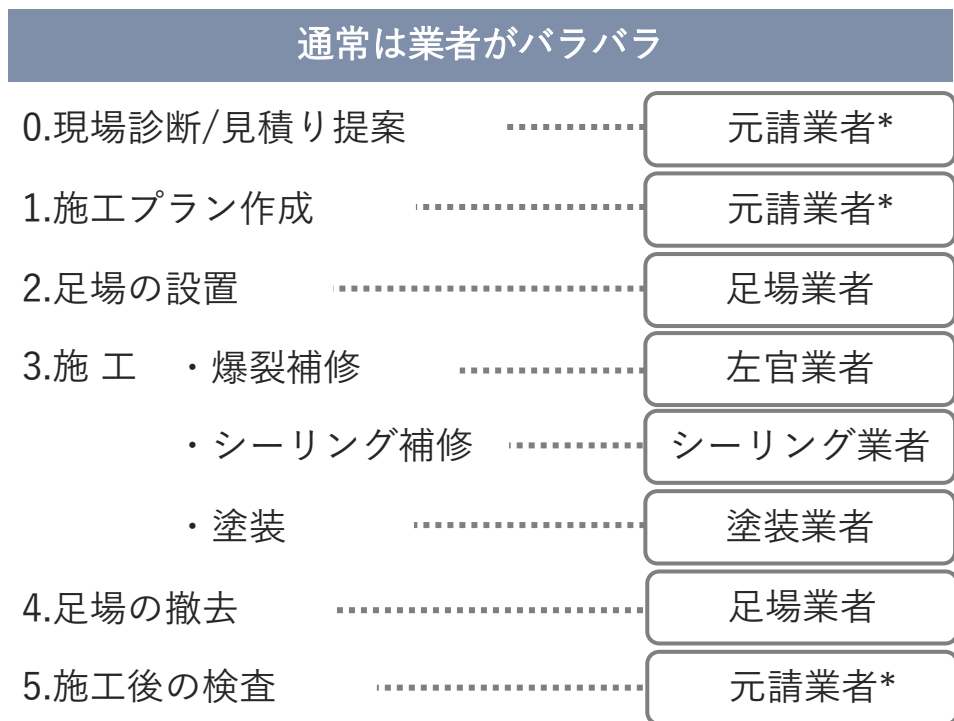 通常は業者がバラバラ
0.現場診断/見積り提案 元請業者*
1.施工プラン作成 元請業者*
2.足場の設置 足場業者
3.施 工 ・爆裂補修 左官業者
・シーリング補修 シーリング業者
・塗装 塗装業者
4.足場の撤去 足場業者
5.施工後の検査 元請業者*